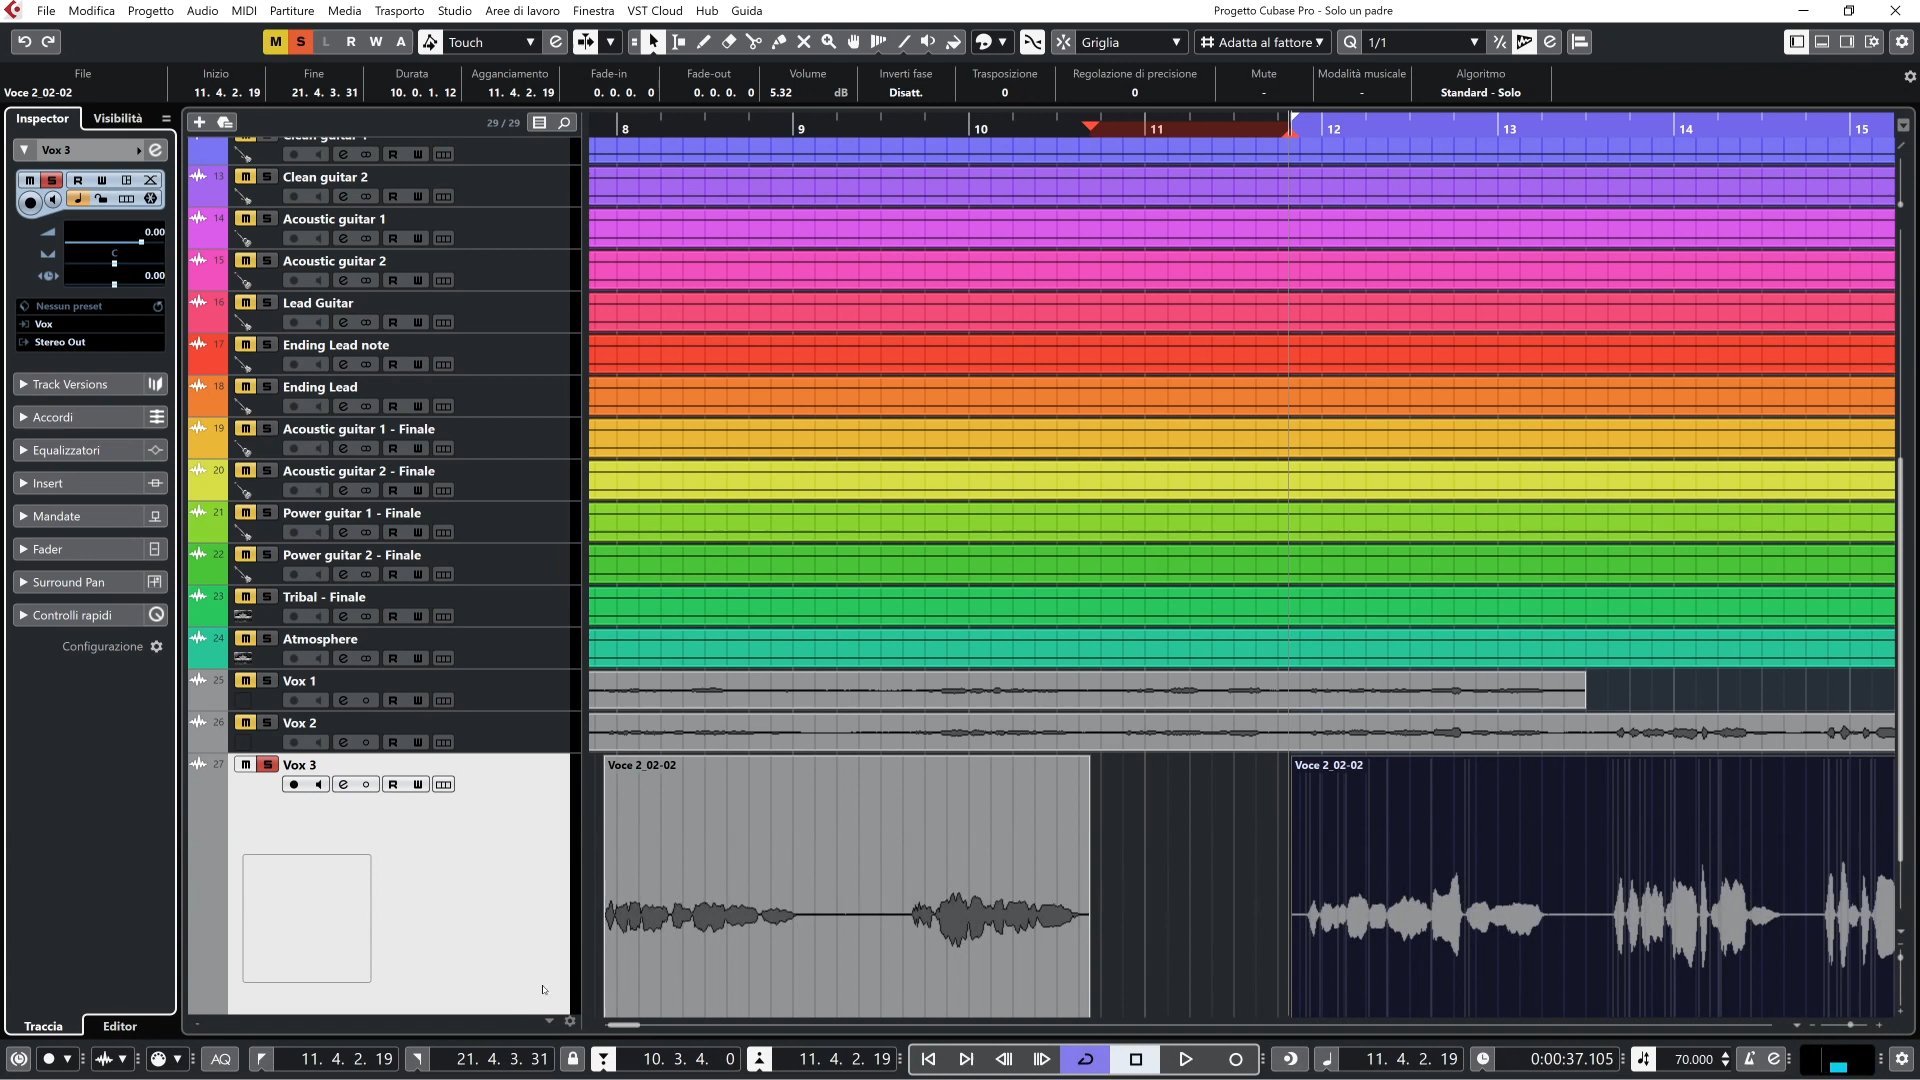 File Modifica Progetto Audio MIDI Partiture Media Trasporto Studio Aree di lavoro Finestra VST Cloud Hub Guida
Progetto Cubase Pro - Solo un padre
M S L R W A Touch Griglia Adatta al fattore Q 1/1
File Inizio Fine Durata Agganciamento Fade-in Fade-out Volume Inverti fase Trasposizione Regolazione di precisione Mute Modalità musicale Algoritmo
Voce 2_02-02 11. 4. 2. 19 21. 4. 3. 31 10. 0. 1. 12 11. 4. 2. 19 0. 0. 0. 0 0. 0. 0. 0 5.32 dB Disatt. 0 0 - - Standard - Solo
Inspector Visibilità
29 / 29
8 9 10 11 12 13 14 15
Vox 3
M S R W
0.00
C
0.00
Nessun preset
Vox
Stereo Out
Track Versions
Accordi
Equalizzatori
Insert
Mandate
Fader
Surround Pan
Controlli rapidi
Configurazione
Traccia Editor
13 m S Clean guitar 2
e R W
14 m S Acoustic guitar 1
e R W
15 m S Acoustic guitar 2
e R W
16 m S Lead Guitar
e R W
17 m S Ending Lead note
e R W
18 m S Ending Lead
e R W
19 m S Acoustic guitar 1 - Finale
e R W
20 m S Acoustic guitar 2 - Finale
e R W
21 m S Power guitar 1 - Finale
e R W
22 m S Power guitar 2 - Finale
e R W
23 m S Tribal - Finale
e R W
24 m S Atmosphere
e R W
25 m S Vox 1
e R W
26 m S Vox 2
e R W
27 m S Vox 3
e R W
Voce 2_02-02 Voce 2_02-02
AQ 11. 4. 2. 19 21. 4. 3. 31 10. 3. 4. 0 11. 4. 2. 19 11. 4. 2. 19 0:00:37.105 70.000